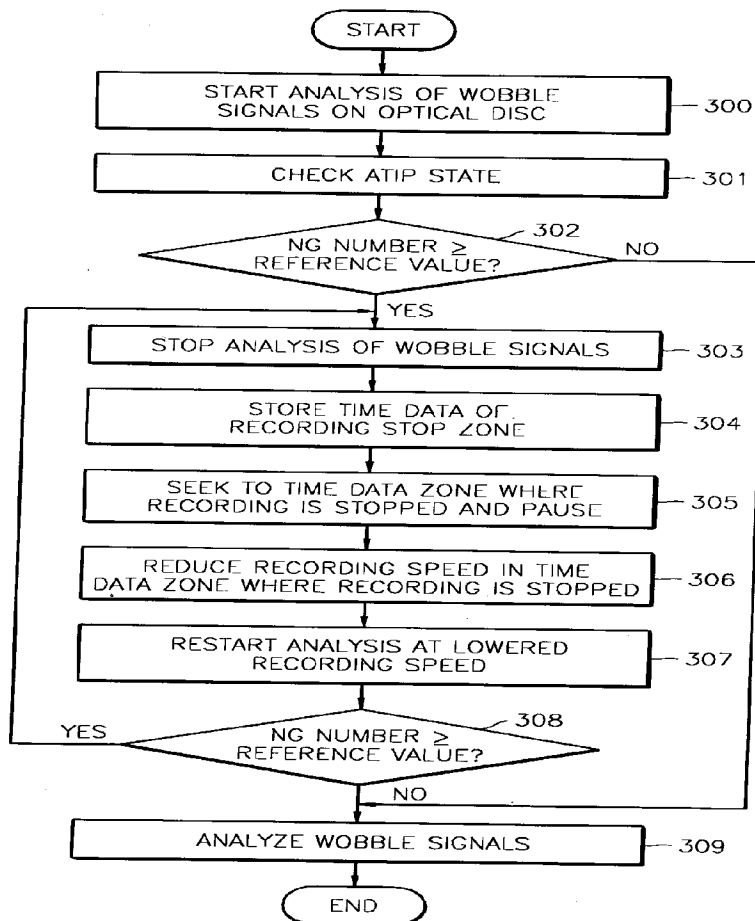 START
START ANALYSIS OF WOBBLE
SIGNALS ON OPTICAL DISC
300
CHECK ATIP STATE
301
302
NG NUMBER ≥
REFERENCE VALUE?
NO
YES
STOP ANALYSIS OF WOBBLE SIGNALS
303
STORE TIME DATA OF
RECORDING STOP ZONE
304
SEEK TO TIME DATA ZONE WHERE
RECORDING IS STOPPED AND PAUSE
305
REDUCE RECORDING SPEED IN TIME
DATA ZONE WHERE RECORDING IS STOPPED
306
RESTART ANALYSIS AT LOWERED
RECORDING SPEED
307
308
YES
NG NUMBER ≥
REFERENCE VALUE?
NO
ANALYZE WOBBLE SIGNALS
309
END